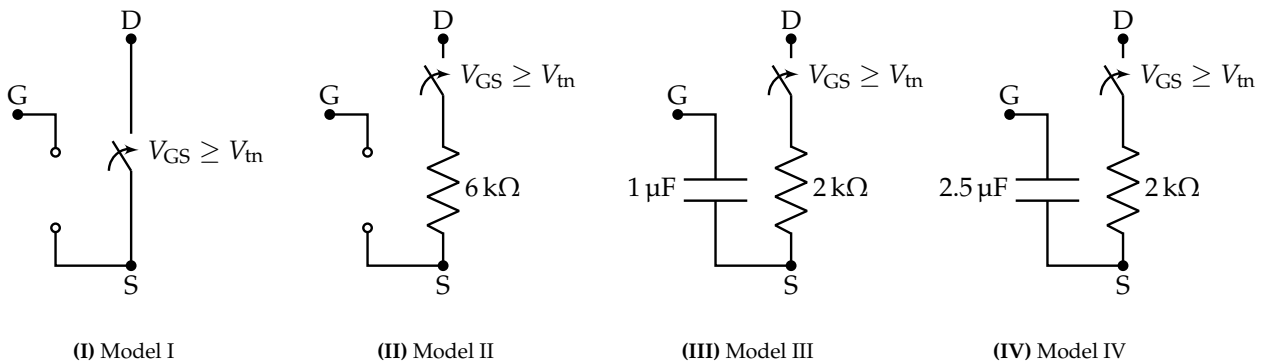 D
G
V_GS ≥ V_tn
S
(I) Model I
D
V_GS ≥ V_tn
G
6 kΩ
S
(II) Model II
D
V_GS ≥ V_tn
G
1 µF
2 kΩ
S
(III) Model III
D
V_GS ≥ V_tn
G
2.5 µF
2 kΩ
S
(IV) Model IV